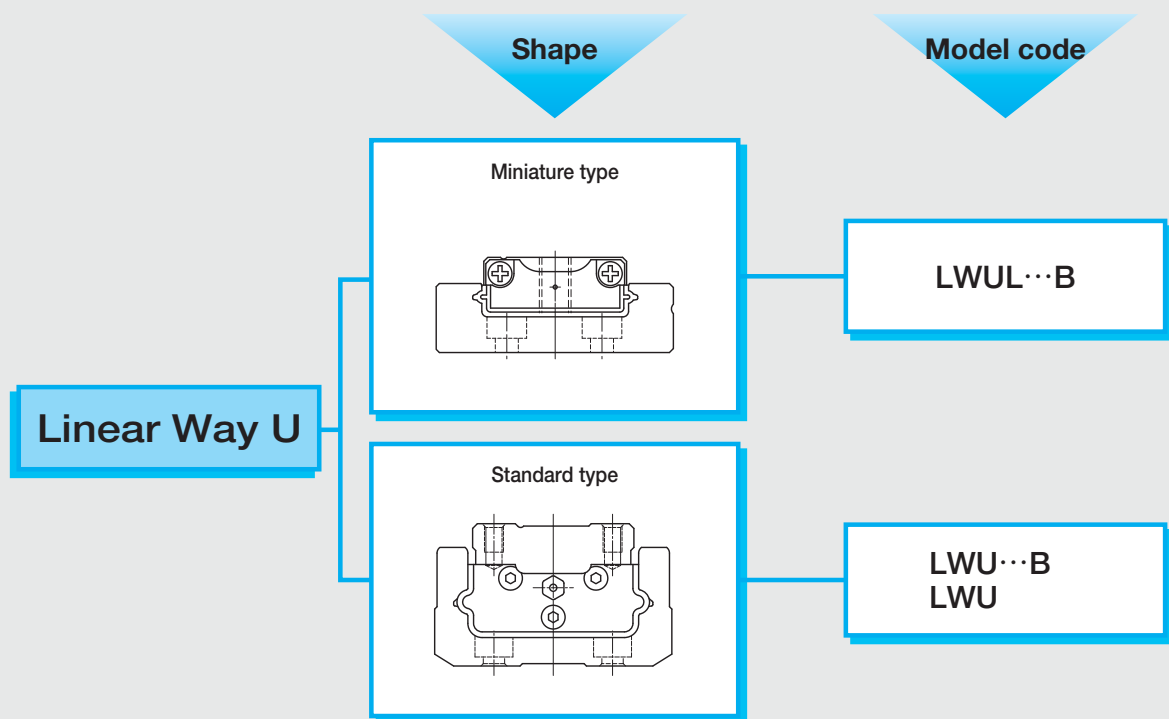 Shape
Model code
Linear Way U
Miniature type
LWUL···B
Standard type
LWU···B
LWU